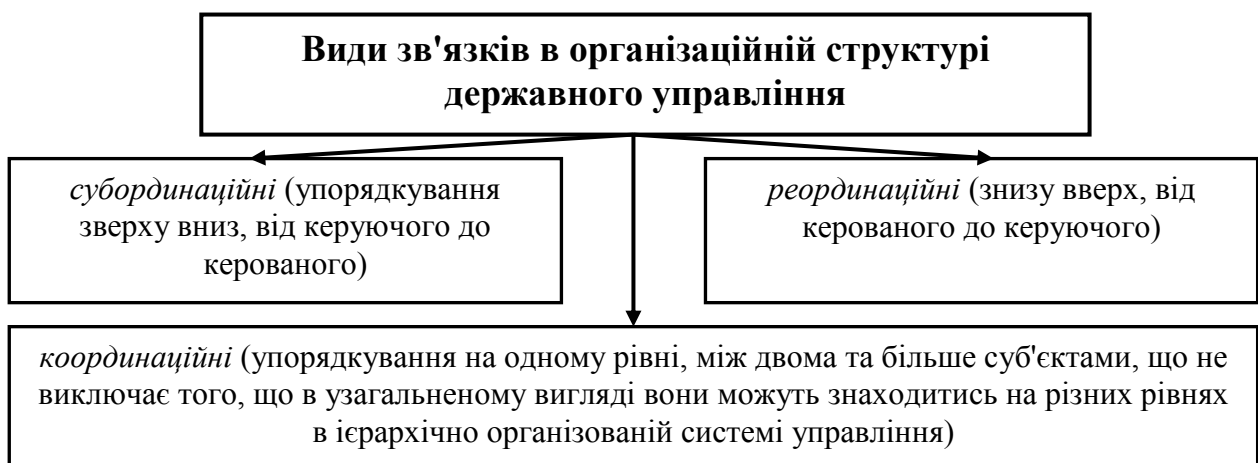 Види зв'язків в організаційній структурі
державного управління
субординаційні (упорядкування
зверху вниз, від керуючого до
керованого)
реординаційні (знизу вверх, від
керованого до керуючого)
координаційні (упорядкування на одному рівні, між двома та більше суб'єктами, що не
виключає того, що в узагальненому вигляді вони можуть знаходитись на різних рівнях
в ієрархічно організованій системі управління)